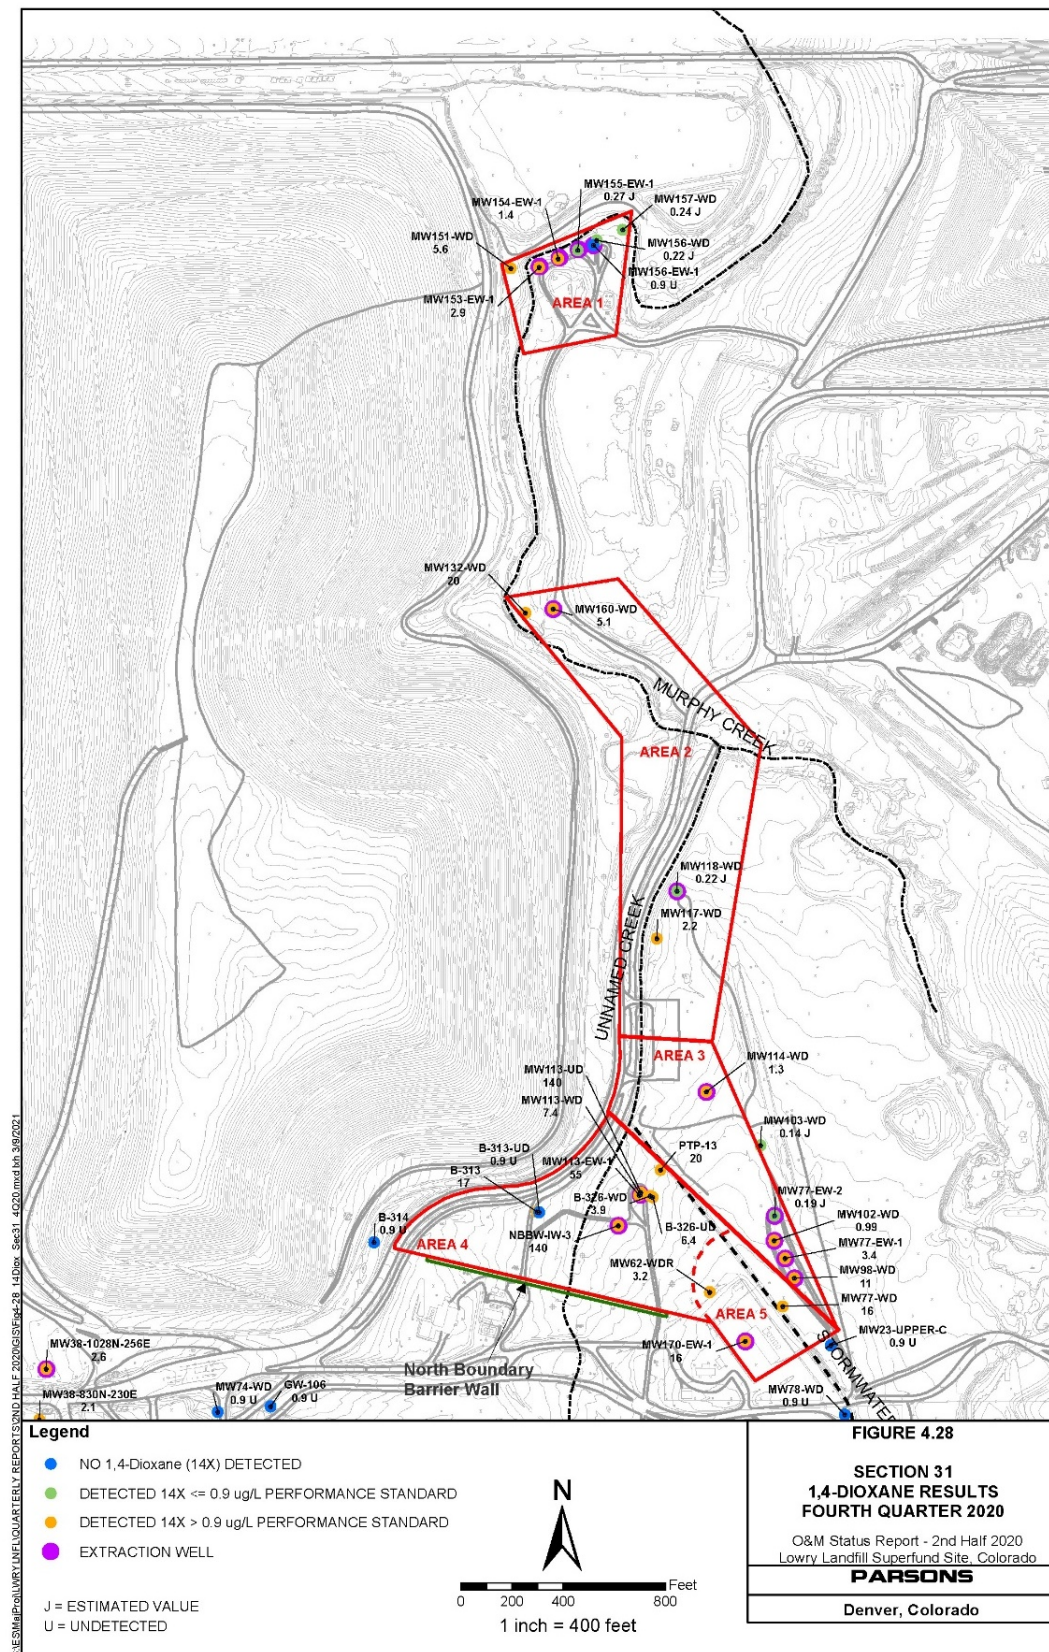 MW155-EW-1
0.27 J
MW154-EW-1
1.4
MW157-WD
0.24 J
MW151-WD
5.6
MW156-WD
0.22 J
MW156-EW-1
0.9 U
MW153-EW-1
2.9
AREA 1
MW132-WD
20
MW160-WD
5.1
MURPHY CREEK
AREA 2
MW118-WD
0.22 J
MW117-WD
2.2
UNNAMED CREEK
AREA 3
MW114-WD
1.3
MW113-UD
140
MW113-WD
7.4
MW103-WD
0.14 J
B-313-UD
0.9 U
PTP-13
20
MW113-EW-1
55
B-313
17
MW77-EW-2
0.19 J
B-326-WD
3.9
MW102-WD
0.99
B-314
0.9 U
B-326-UD
6.4
NBBW-IW-3
140
AREA 4
MW77-EW-1
3.4
MW62-WDR
3.2
MW98-WD
11
MW77-WD
16
AREA 5
MW23-UPPER-C
0.9 U
MW170-EW-1
16
STORMWATER
North Boundary
Barrier Wall
MW38-1028N-256E
2.6
MW38-830N-230E
2.1
MW74-WD
0.9 U
GW-106
0.9 U
MW78-WD
0.9 U
Legend
NO 1,4-Dioxane (14X) DETECTED
DETECTED 14X <= 0.9 ug/L PERFORMANCE STANDARD
DETECTED 14X > 0.9 ug/L PERFORMANCE STANDARD
EXTRACTION WELL
J = ESTIMATED VALUE
U = UNDETECTED
N
Feet
0 200 400 600 800
1 inch = 400 feet
FIGURE 4.28
SECTION 31
1,4-DIOXANE RESULTS
FOURTH QUARTER 2020
O&M Status Report - 2nd Half 2020
Lowry Landfill Superfund Site, Colorado
PARSONS
Denver, Colorado